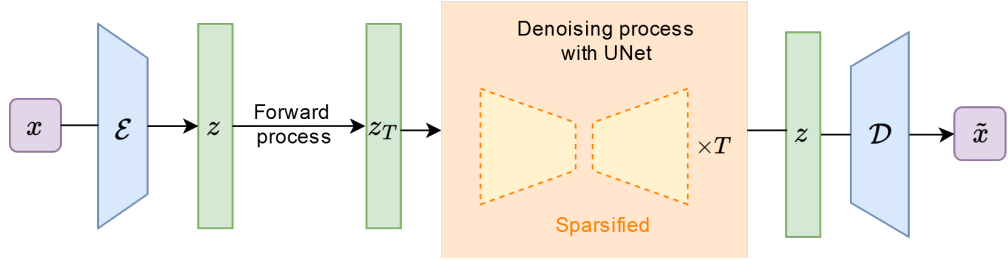 x
ℰ
z
Forward
process
z_T
Denoising process
with UNet
×T
Sparsified
z
𝒟
x̃